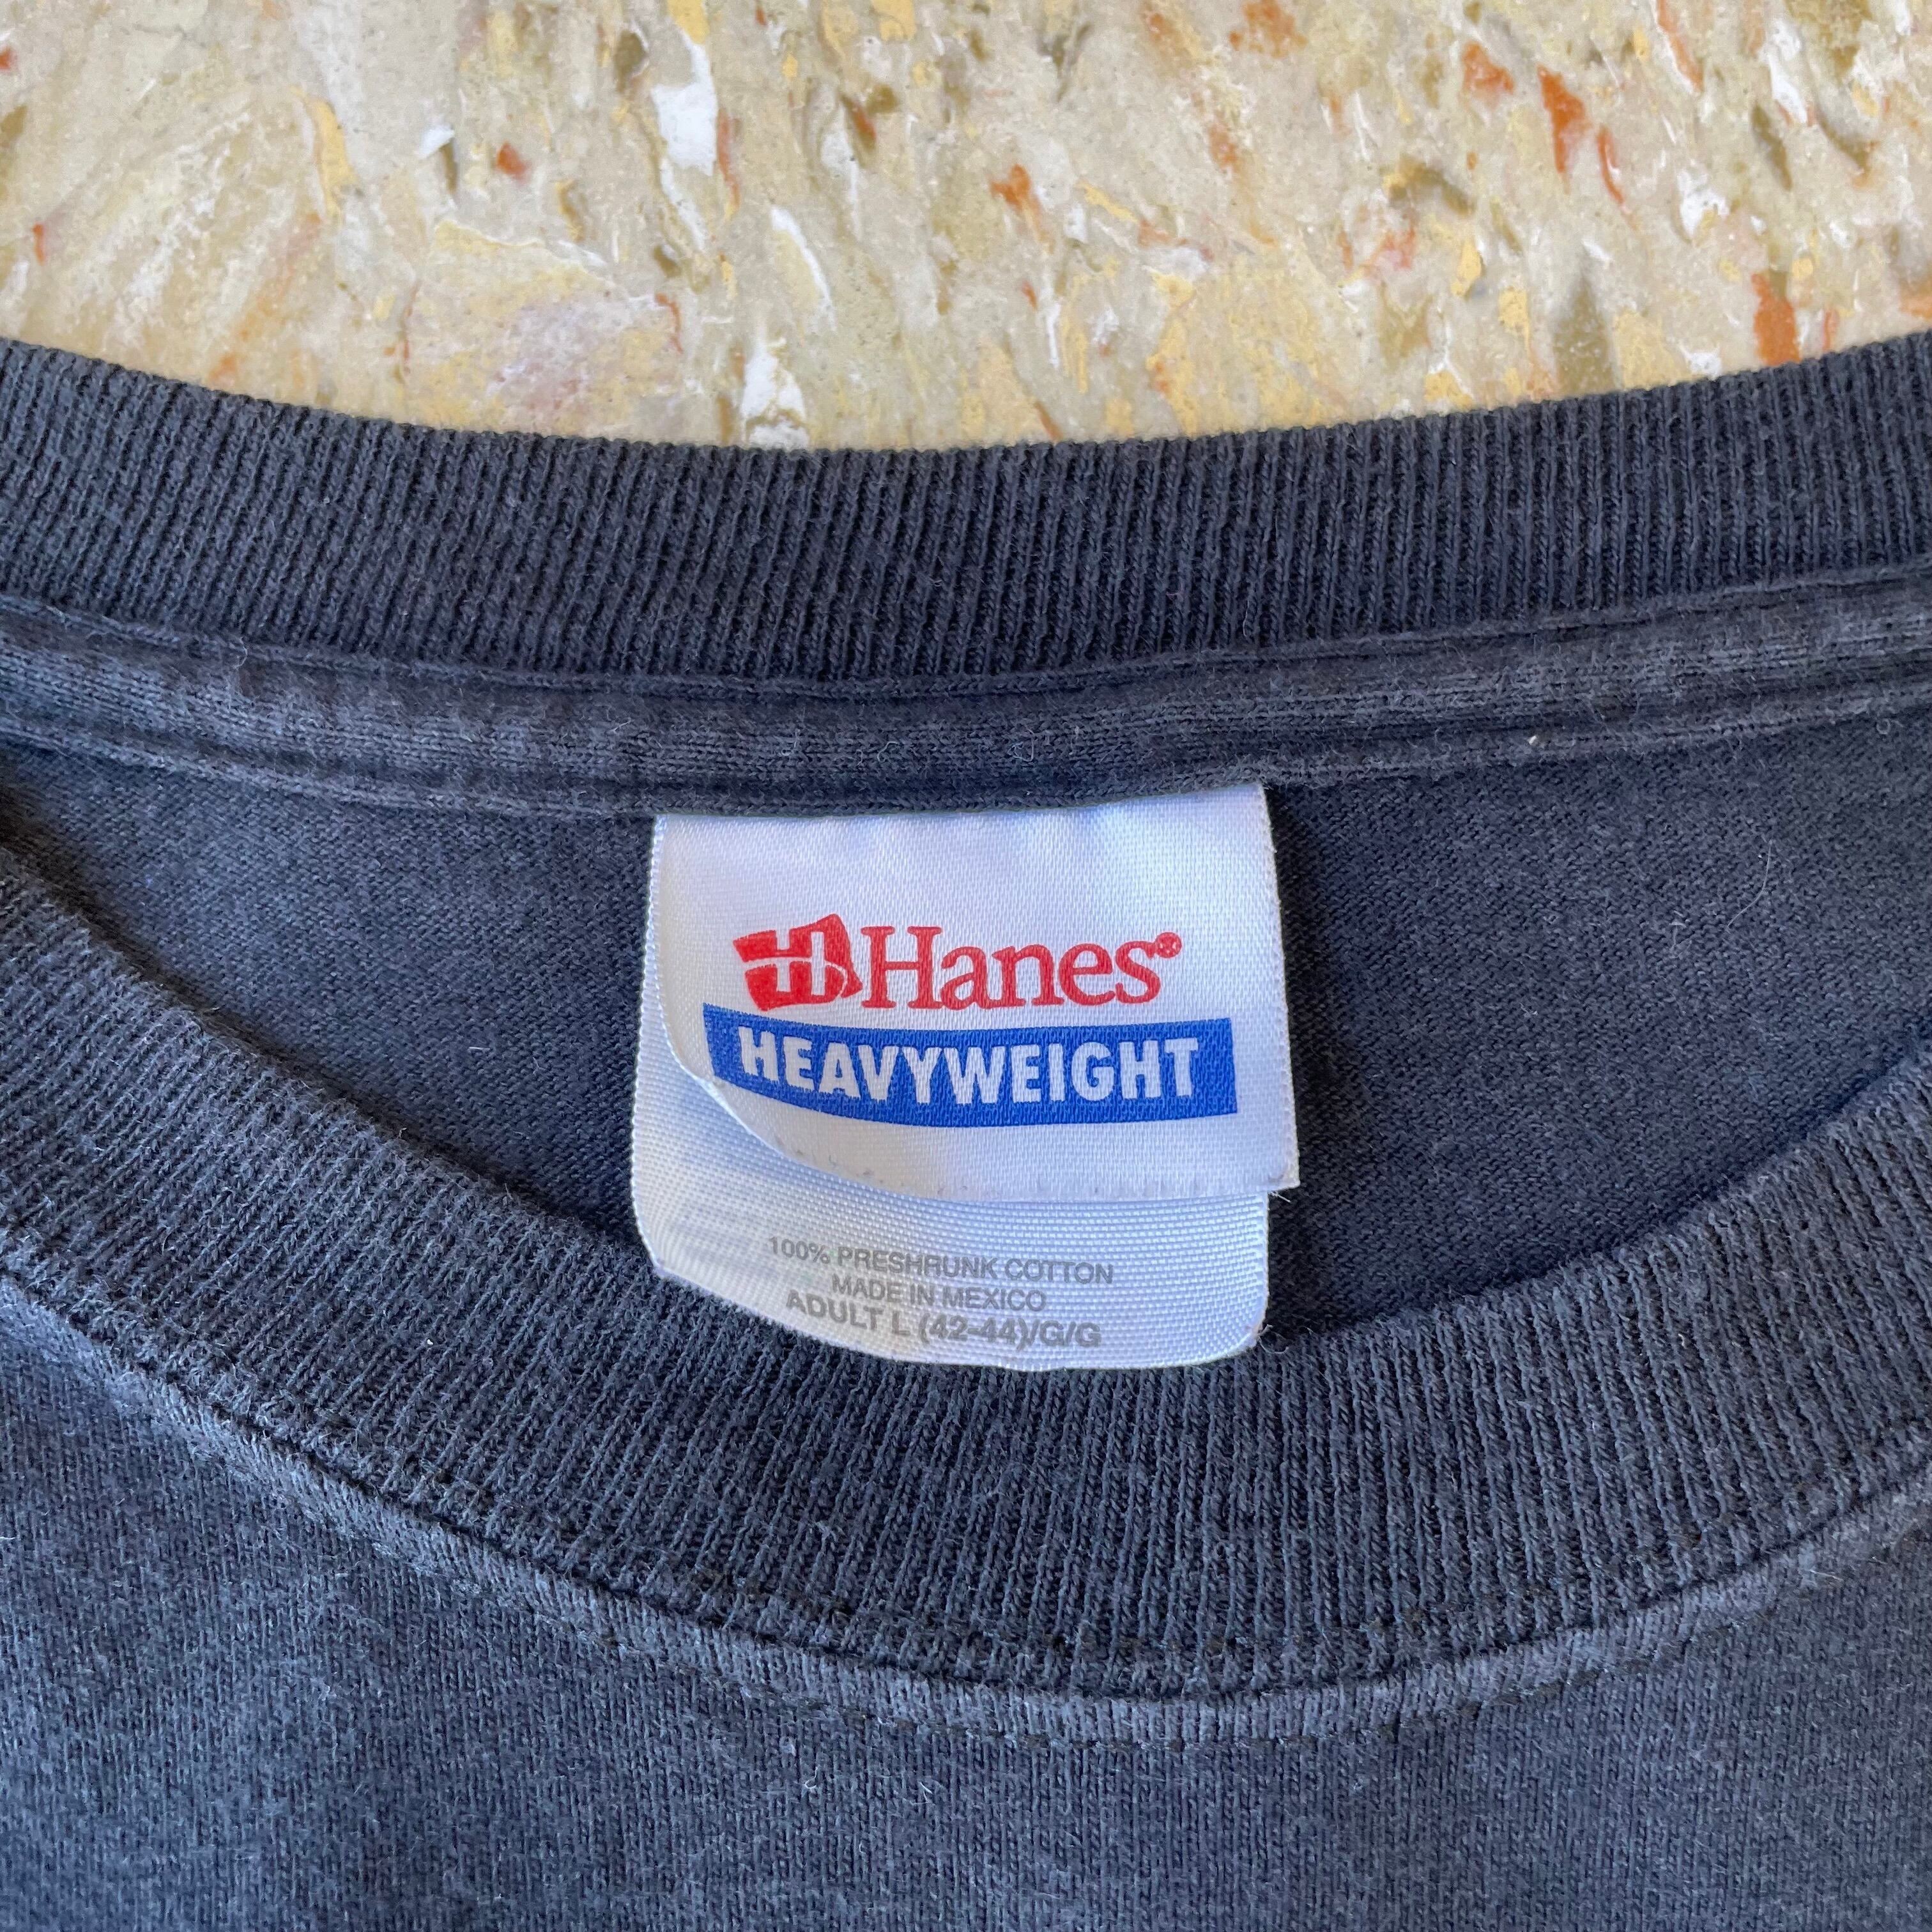 Hanes®
HEAVYWEIGHT
100% PRESHRUNK COTTON
MADE IN MEXICO
ADULT L (42-44)/G/G